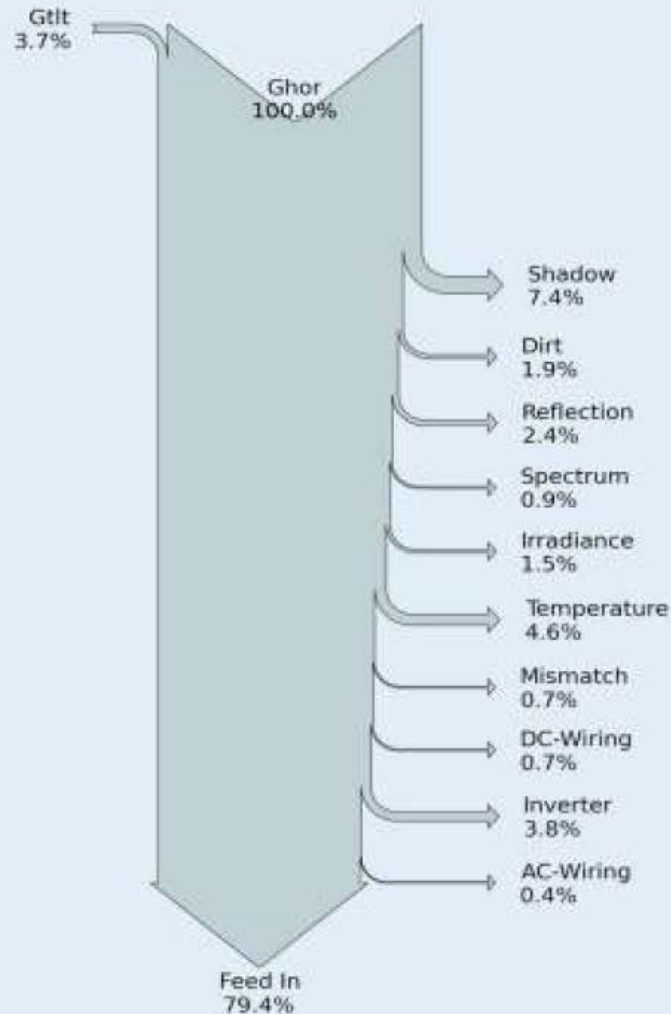 Gtlt
3.7%
Ghor
100.0%
Shadow
7.4%
Dirt
1.9%
Reflection
2.4%
Spectrum
0.9%
Irradiance
1.5%
Temperature
4.6%
Mismatch
0.7%
DC-Wiring
0.7%
Inverter
3.8%
AC-Wiring
0.4%
Feed In
79.4%